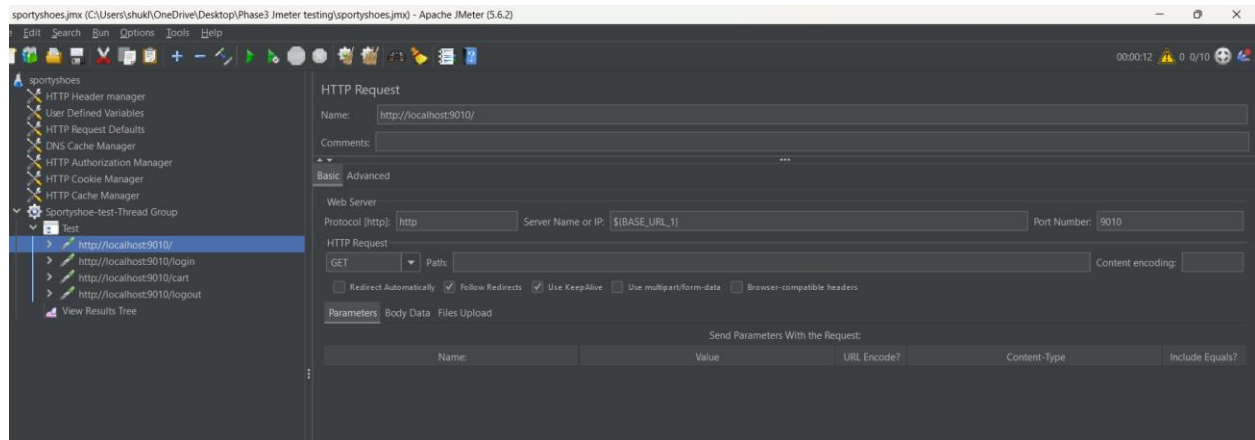 sportyshoes.jmx (C:\Users\shukl\OneDrive\Desktop\Phase3 Jmeter testing\sportyshoes.jmx) - Apache JMeter (5.6.2)
e Edit Search Run Options Tools Help
00:00:12 0 0/10
sportyshoes
HTTP Header manager
User Defined Variables
HTTP Request Defaults
DNS Cache Manager
HTTP Authorization Manager
HTTP Cookie Manager
HTTP Cache Manager
Sportyshoe-test-Thread Group
Test
http://localhost:9010/
http://localhost:9010/login
http://localhost:9010/cart
http://localhost:9010/logout
View Results Tree
HTTP Request
Name: http://localhost:9010/
Comments:
Basic Advanced
Web Server
Protocol [http]: http Server Name or IP: ${BASE_URL_1} Port Number: 9010
HTTP Request
GET Path: Content encoding:
Redirect Automatically Follow Redirects Use KeepAlive Use multipart/form-data Browser-compatible headers
Parameters Body Data Files Upload
Send Parameters With the Request:
Name: Value URL Encode? Content-Type Include Equals?